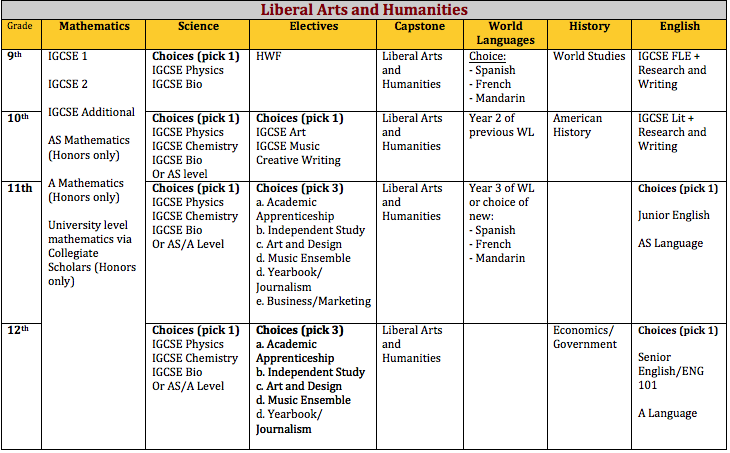 Liberal Arts and Humanities
Grade Mathematics Science Electives Capstone World Languages History English
9th
IGCSE 1
IGCSE 2
IGCSE Additional
AS Mathematics
(Honors only)
A Mathematics
(Honors only)
University level
mathematics via
Collegiate
Scholars (Honors
only)
Choices (pick 1)
IGCSE Physics
IGCSE Bio
HWF
Liberal Arts
and
Humanities
Choice:
- Spanish
- French
- Mandarin
World Studies
IGCSE FLE +
Research and
Writing
10th
Choices (pick 1)
IGCSE Physics
IGCSE Chemistry
IGCSE Bio
Or AS level
Choices (pick 1)
IGCSE Art
IGCSE Music
Creative Writing
Liberal Arts
and
Humanities
Year 2 of
previous WL
American
History
IGCSE Lit +
Research and
Writing
11th
Choices (pick 1)
IGCSE Physics
IGCSE Chemistry
IGCSE Bio
Or AS/A Level
Choices (pick 3)
a. Academic
Apprenticeship
b. Independent Study
c. Art and Design
d. Music Ensemble
d. Yearbook/
Journalism
e. Business/Marketing
Liberal Arts
and
Humanities
Year 3 of WL
or choice of
new:
- Spanish
- French
- Mandarin
Choices (pick 1)
Junior English
AS Language
12th
Choices (pick 1)
IGCSE Physics
IGCSE Chemistry
IGCSE Bio
Or AS/A Level
Choices (pick 3)
a. Academic
Apprenticeship
b. Independent Study
c. Art and Design
d. Music Ensemble
d. Yearbook/
Journalism
Liberal Arts
and
Humanities
Economics/
Government
Choices (pick 1)
Senior
English/ENG
101
A Language